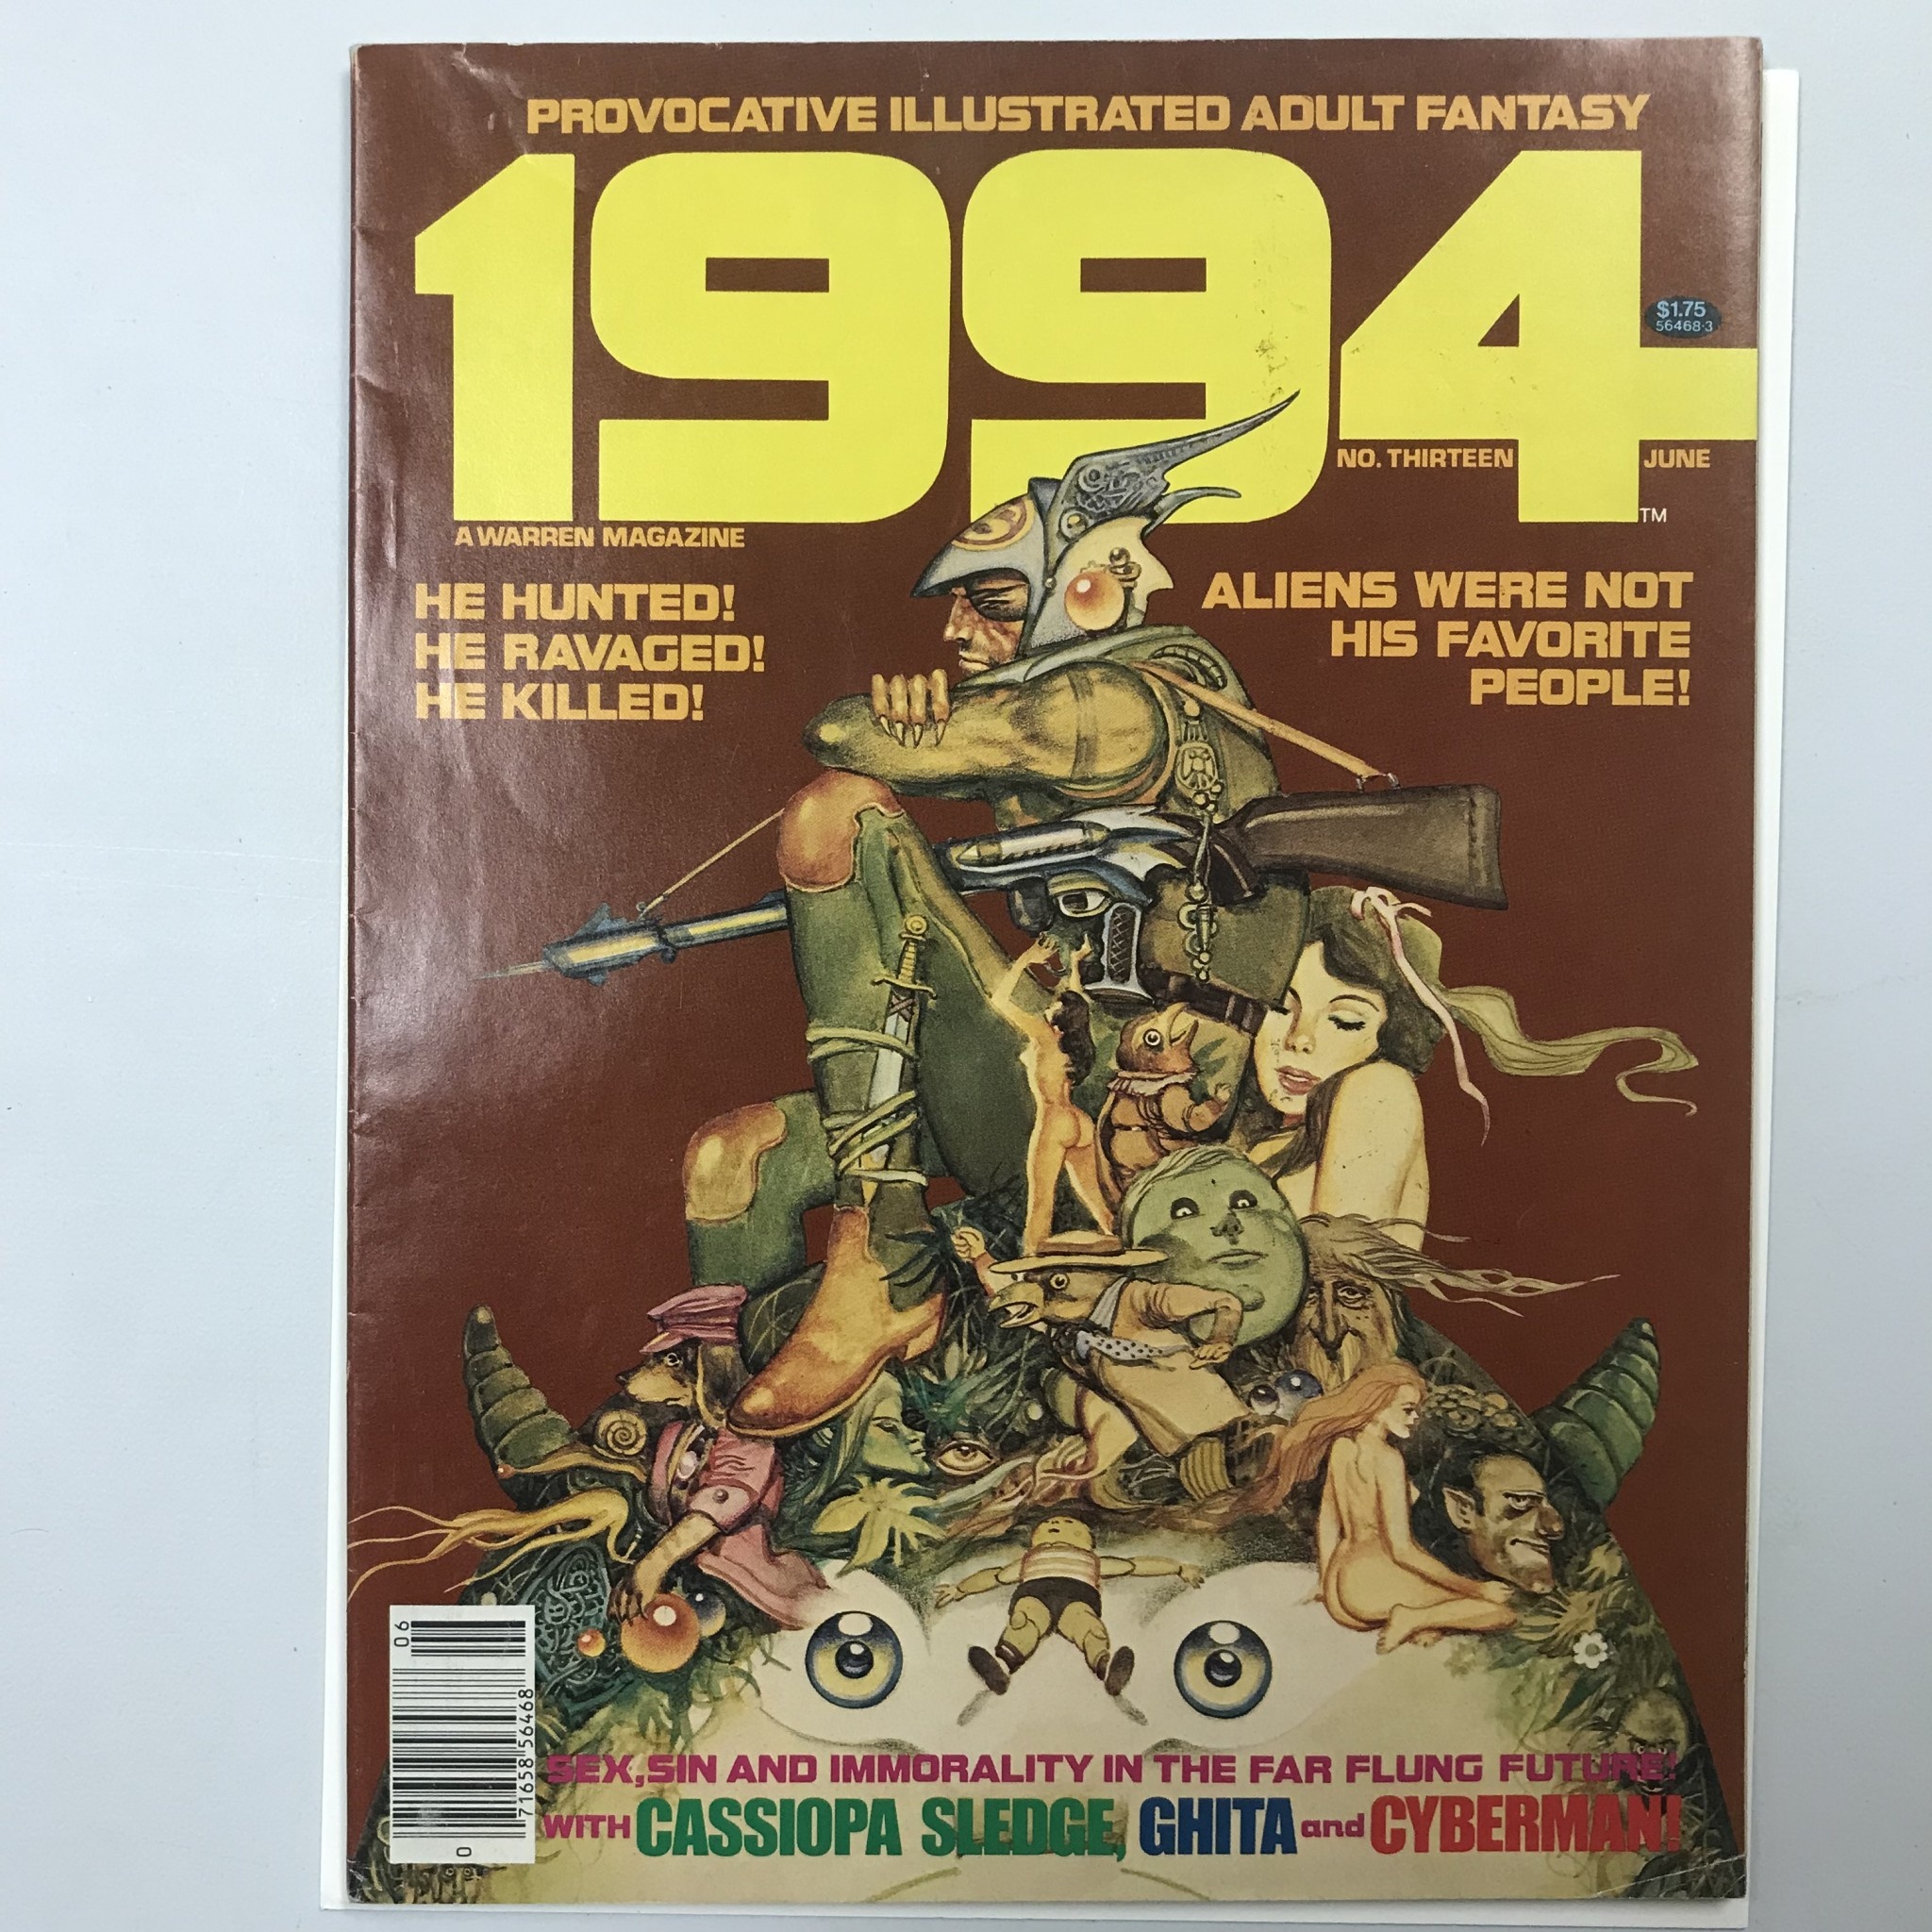 PROVOCATIVE ILLUSTRATED ADULT FANTASY
1994
$1.75
56468-3
NO. THIRTEEN
JUNE
TM
A WARREN MAGAZINE
HE HUNTED!
HE RAVAGED!
HE KILLED!
ALIENS WERE NOT
HIS FAVORITE
PEOPLE!
SEX, SIN AND IMMORALITY IN THE FAR FLUNG FUTURE!
WITH CASSIOPA SLEDGE, GHITA and CYBERMAN!
06
71658 56468
0